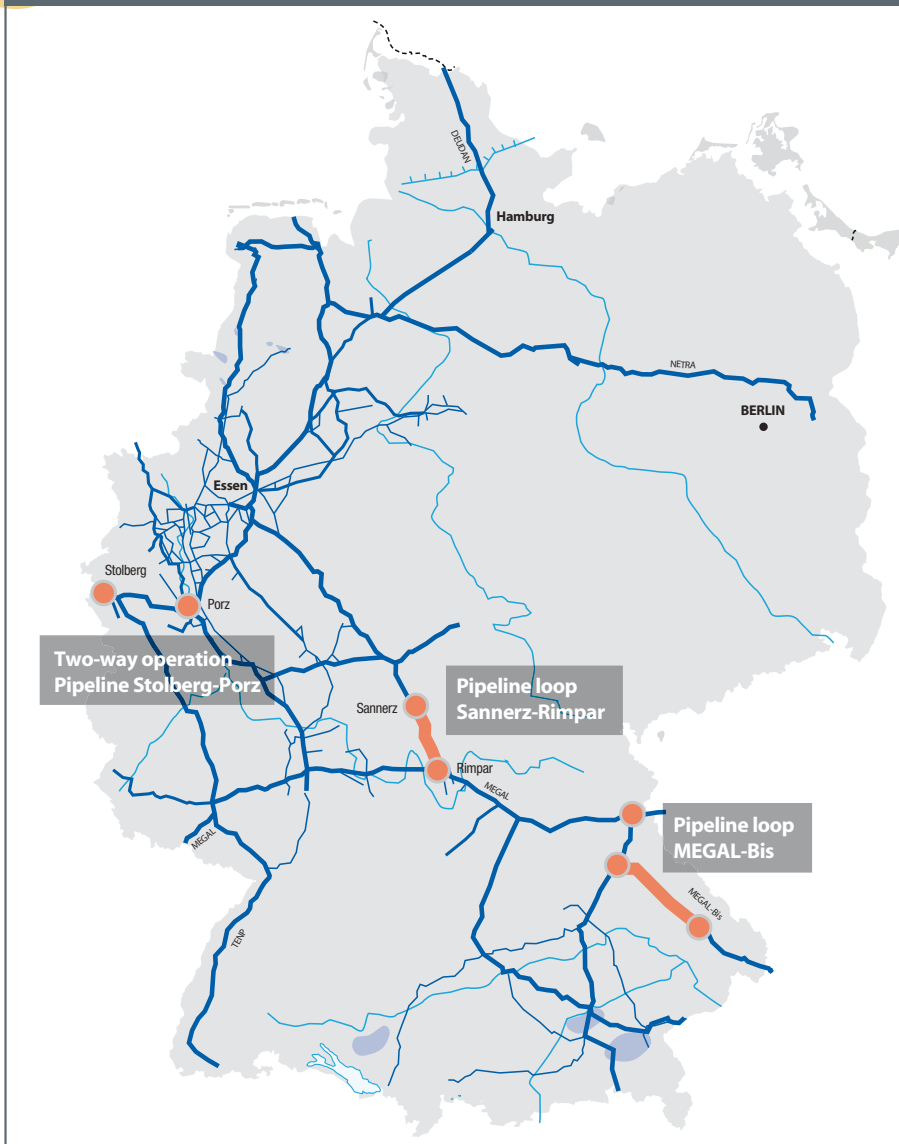 DEUDAN
Hamburg
NETRA
BERLIN
Essen
Stolberg
Porz
Two-way operation
Pipeline Stolberg-Porz
Pipeline loop
Sannerz-Rimpar
Sannerz
Rimpar
MEGAL
Pipeline loop
MEGAL-Bis
MEGAL
MEGAL-Bis
TENP